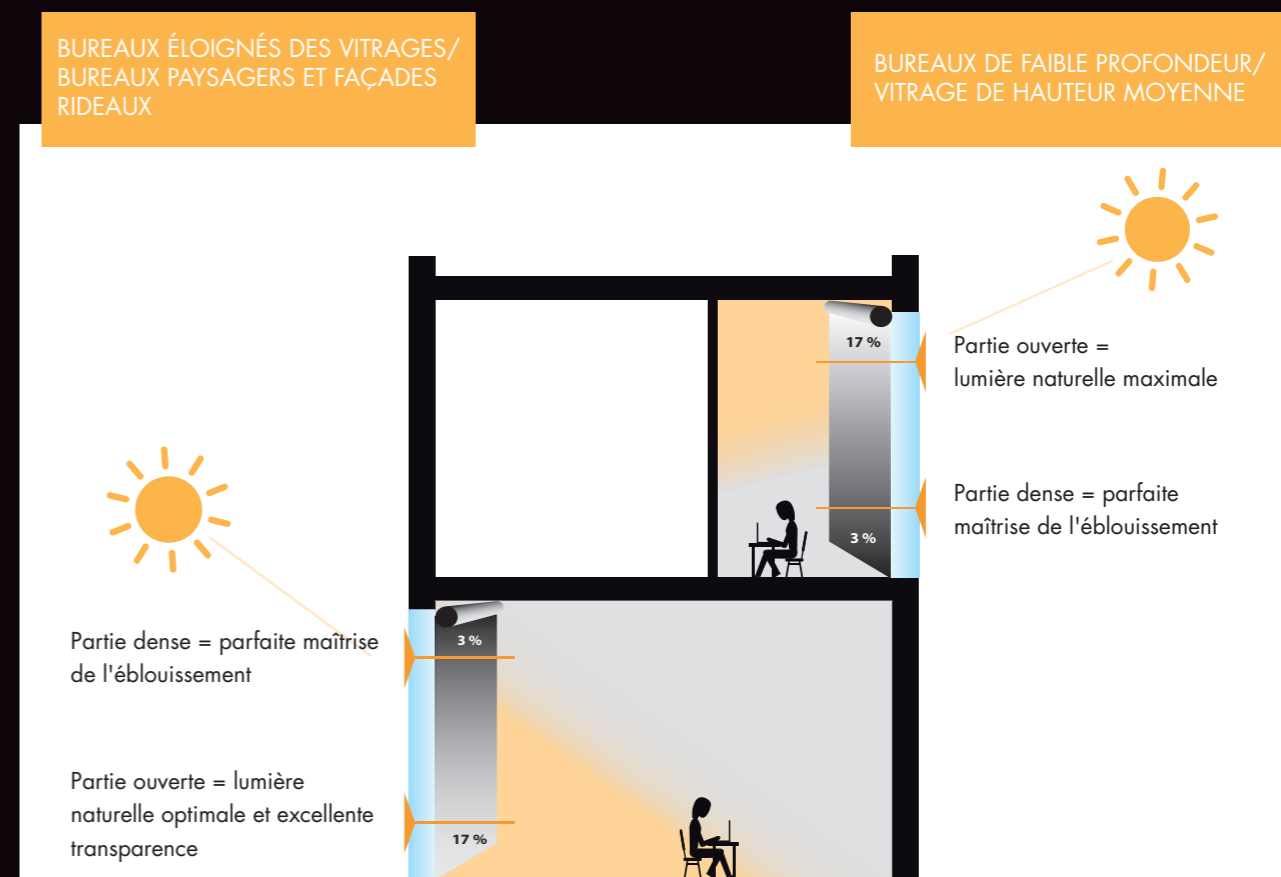 BUREAUX ÉLOIGNÉS DES VITRAGES/
BUREAUX PAYSAGERS ET FAÇADES
RIDEAUX
BUREAUX DE FAIBLE PROFONDEUR/
VITRAGE DE HAUTEUR MOYENNE
17 %
Partie ouverte =
lumière naturelle maximale
Partie dense = parfaite
maîtrise de l'éblouissement
3 %
Partie dense = parfaite maîtrise
de l'éblouissement
3 %
Partie ouverte = lumière
naturelle optimale et excellente
transparence
17 %